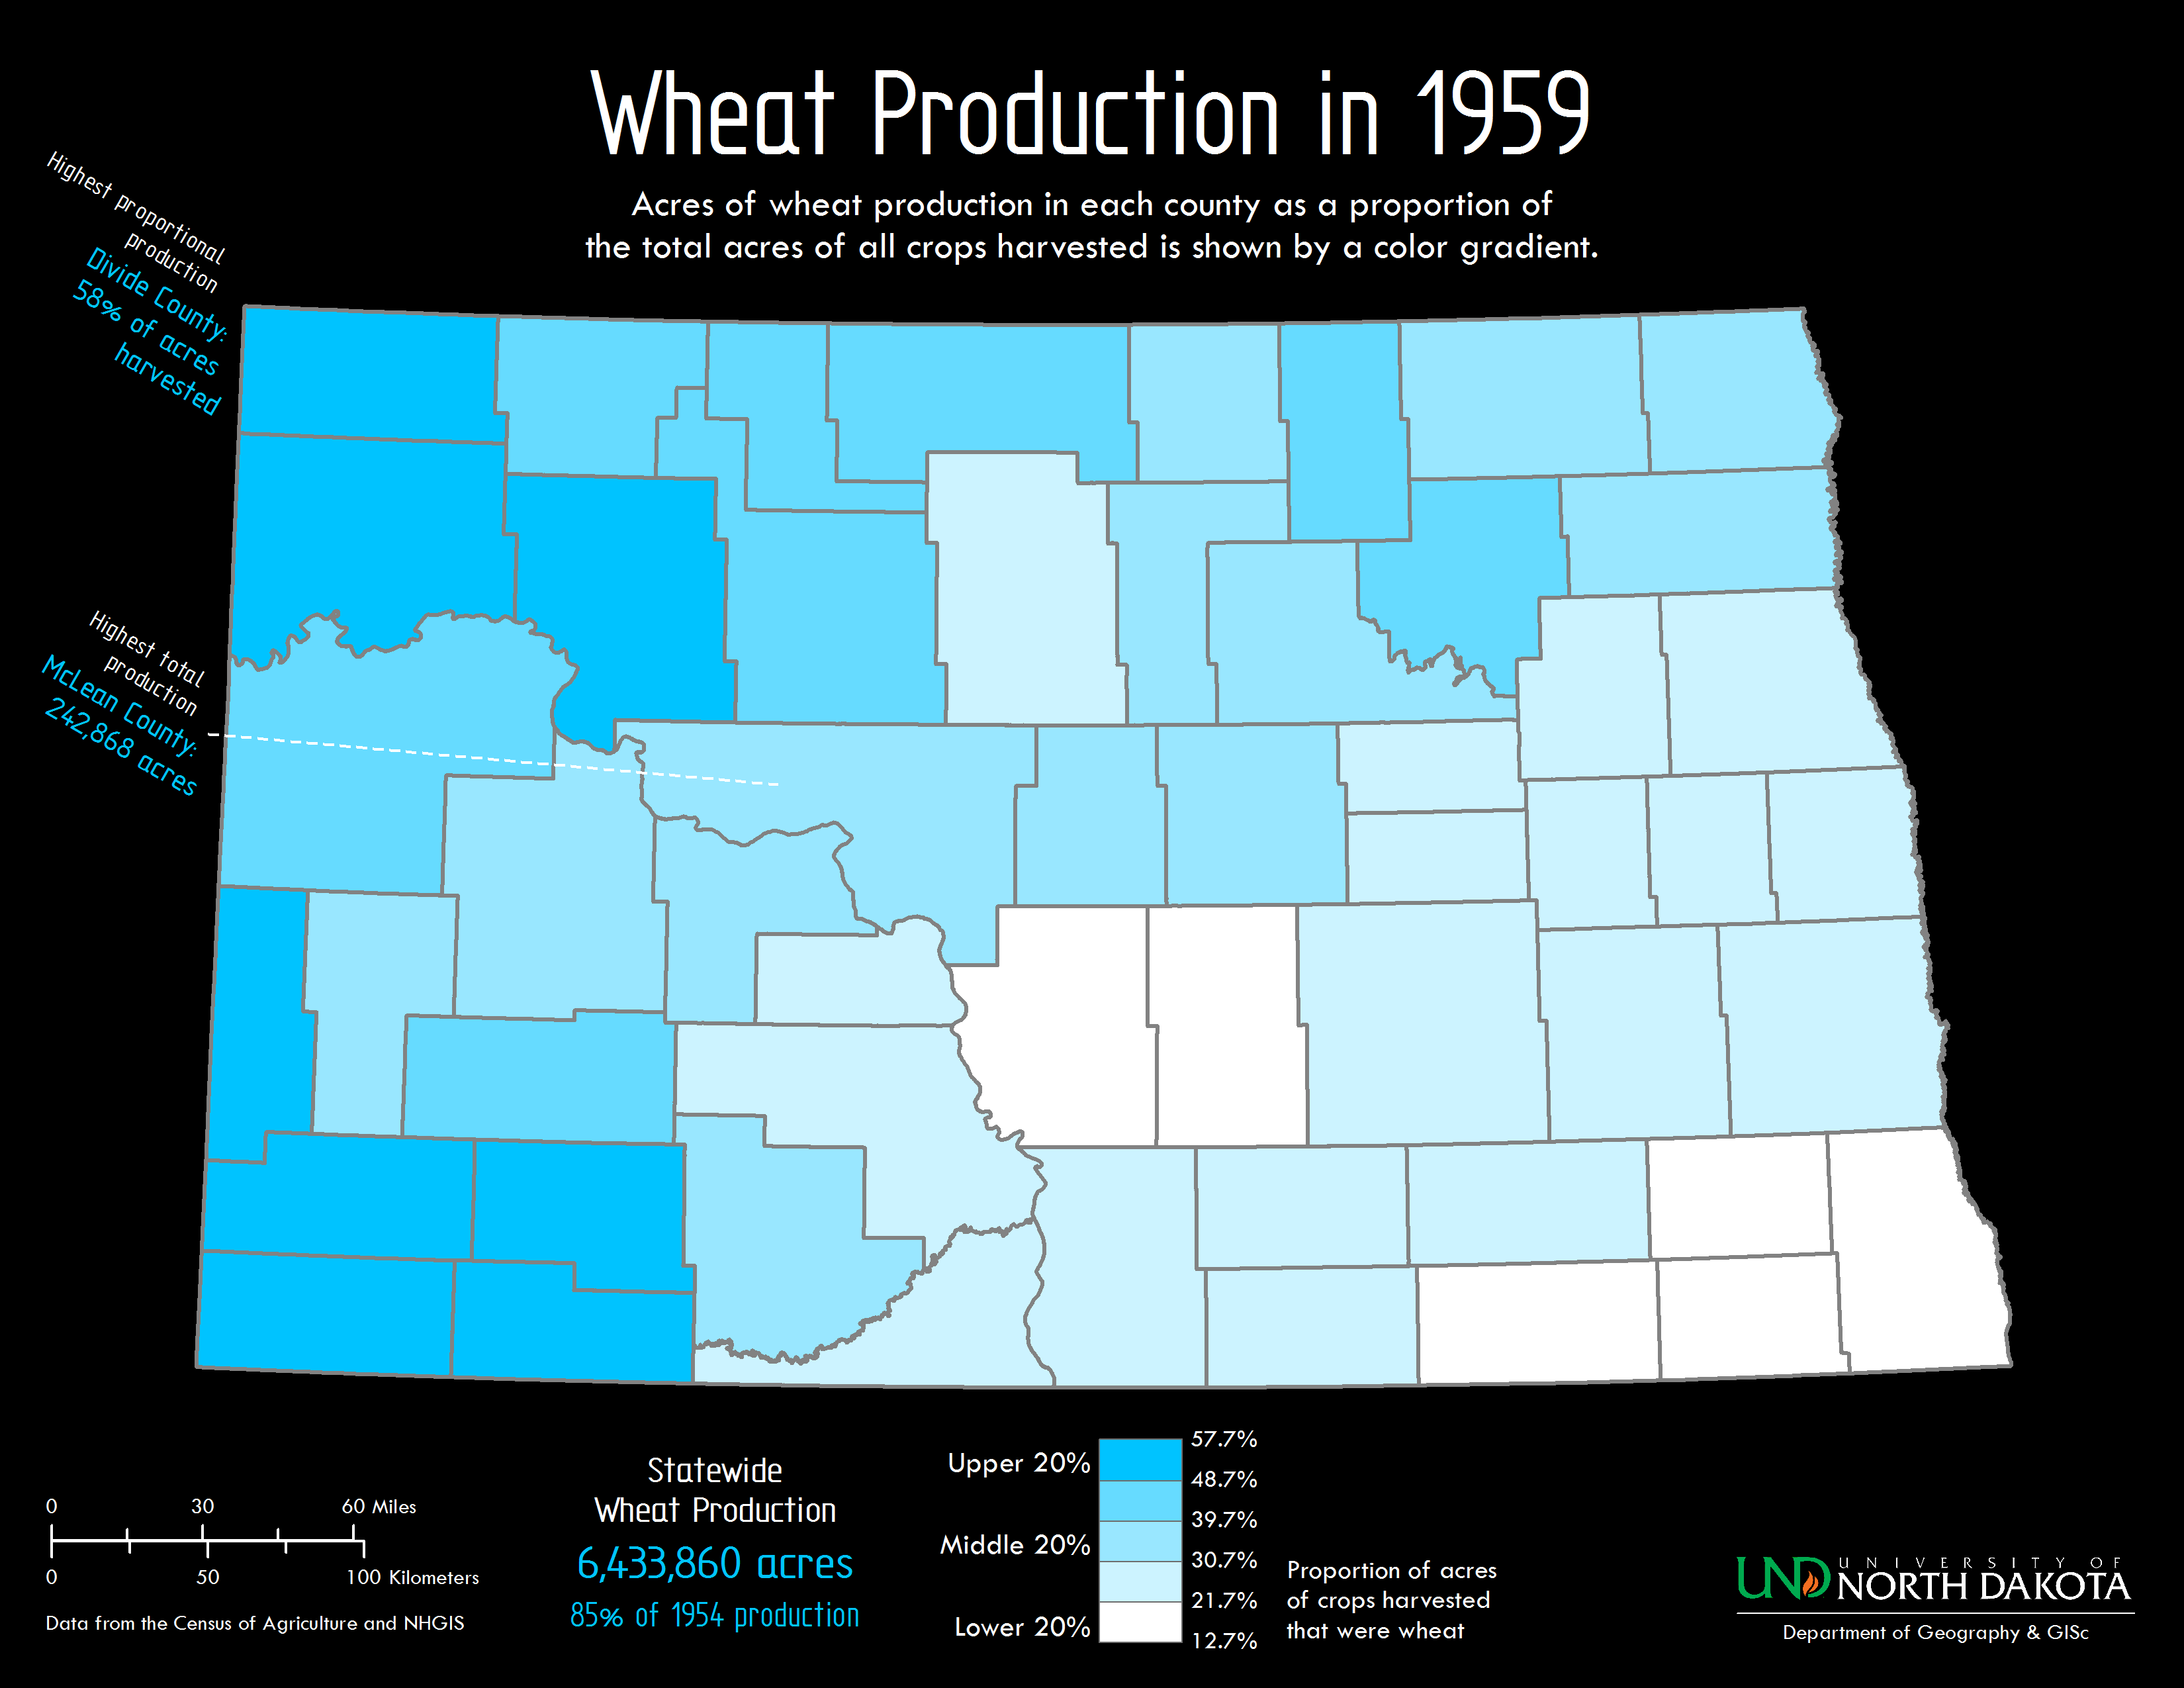 Wheat Production in 1959
Acres of wheat production in each county as a proportion of
the total acres of all crops harvested is shown by a color gradient.
Highest proportional
production
Divide County:
58% of acres
harvested
Highest total
production
McLean County:
242,868 acres
0 30 60 Miles
0 50 100 Kilometers
Data from the Census of Agriculture and NHGIS
Statewide
Wheat Production
6,433,860 acres
85% of 1954 production
Upper 20%
Middle 20%
Lower 20%
57.7%
48.7%
39.7%
30.7%
21.7%
12.7%
Proportion of acres
of crops harvested
that were wheat
UND
UNIVERSITY OF
NORTH DAKOTA
Department of Geography & GISc